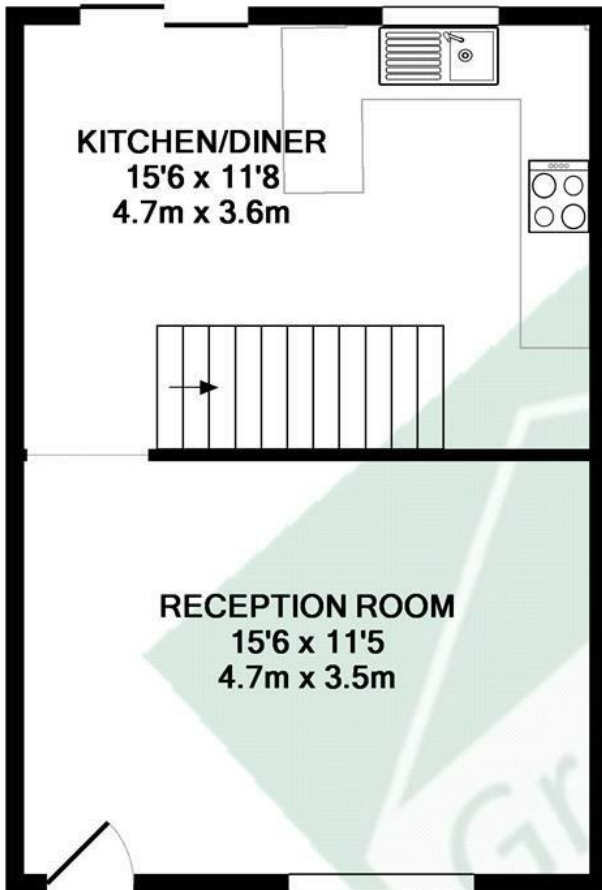 KITCHEN/DINER
15'6 x 11'8
4.7m x 3.6m
RECEPTION ROOM
15'6 x 11'5
4.7m x 3.5m
Gr